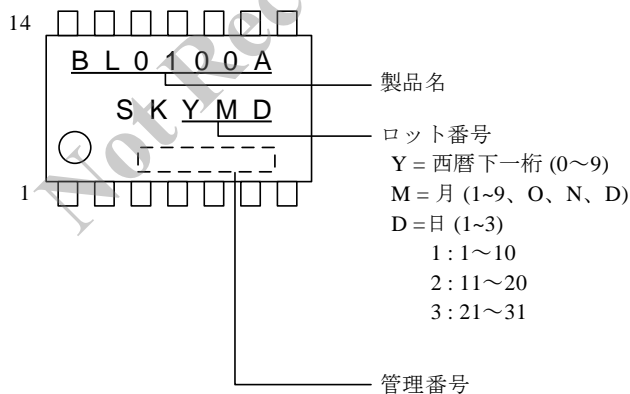 14
BL0100A
製品名
SKYMD
ロット番号
Y = 西暦下一桁 (0～9)
M = 月 (1~9、O、N、D)
D =日 (1~3)
1 : 1～10
2 : 11～20
3 : 21～31
1
管理番号
Not Rec